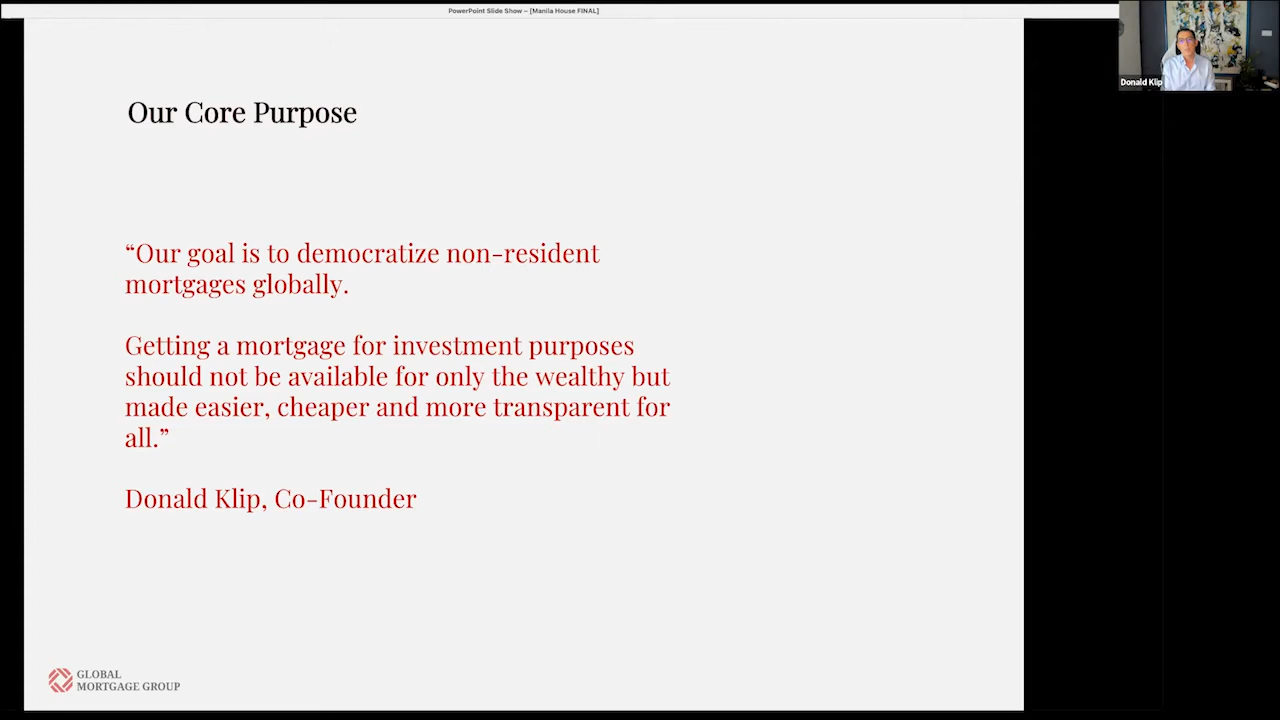 PowerPoint Slide Show – [Manila House FINAL]
Donald Klip
Our Core Purpose
“Our goal is to democratize non-resident
mortgages globally.
Getting a mortgage for investment purposes
should not be available for only the wealthy but
made easier, cheaper and more transparent for
all.”
Donald Klip, Co-Founder
GLOBAL
MORTGAGE GROUP